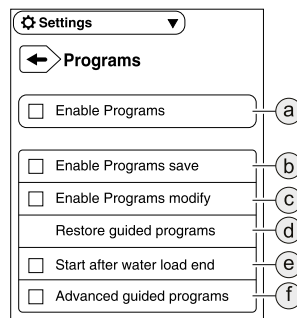 Settings
Programs
Enable Programs a
Enable Programs save b
Enable Programs modify c
Restore guided programs d
Start after water load end e
Advanced guided programs f